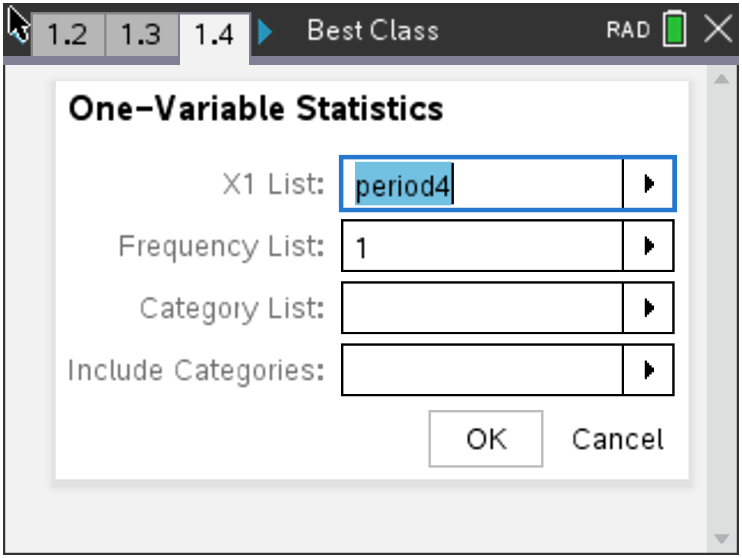 1.2 1.3 1.4 Best Class RAD
One-Variable Statistics
X1 List: period4
Frequency List: 1
Category List:
Include Categories:
OK Cancel